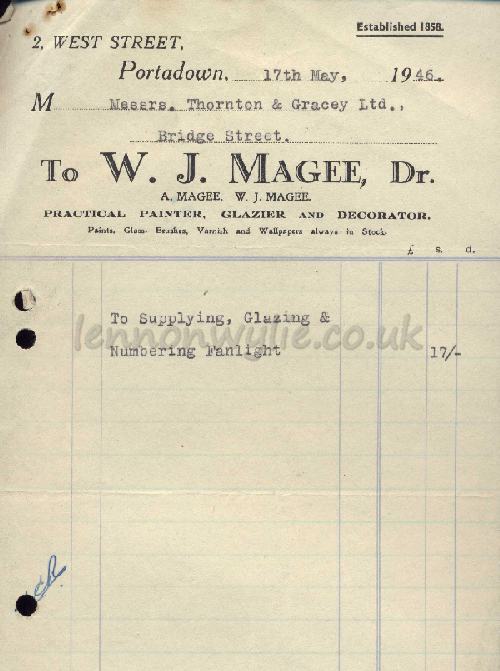 Established 1858.
2, WEST STREET,
Portadown, 17th May, 1946.
M Messrs. Thornton & Gracey Ltd.,
Bridge Street.
To W. J. MAGEE, Dr.
A. MAGEE. W. J. MAGEE.
PRACTICAL PAINTER, GLAZIER AND DECORATOR.
Paints, Glass, Brushes, Varnish and Wallpapers always in Stock.
£ s. d.
To Supplying, Glazing &
lennonwylie.co.uk
Numbering Fanlight 17/-